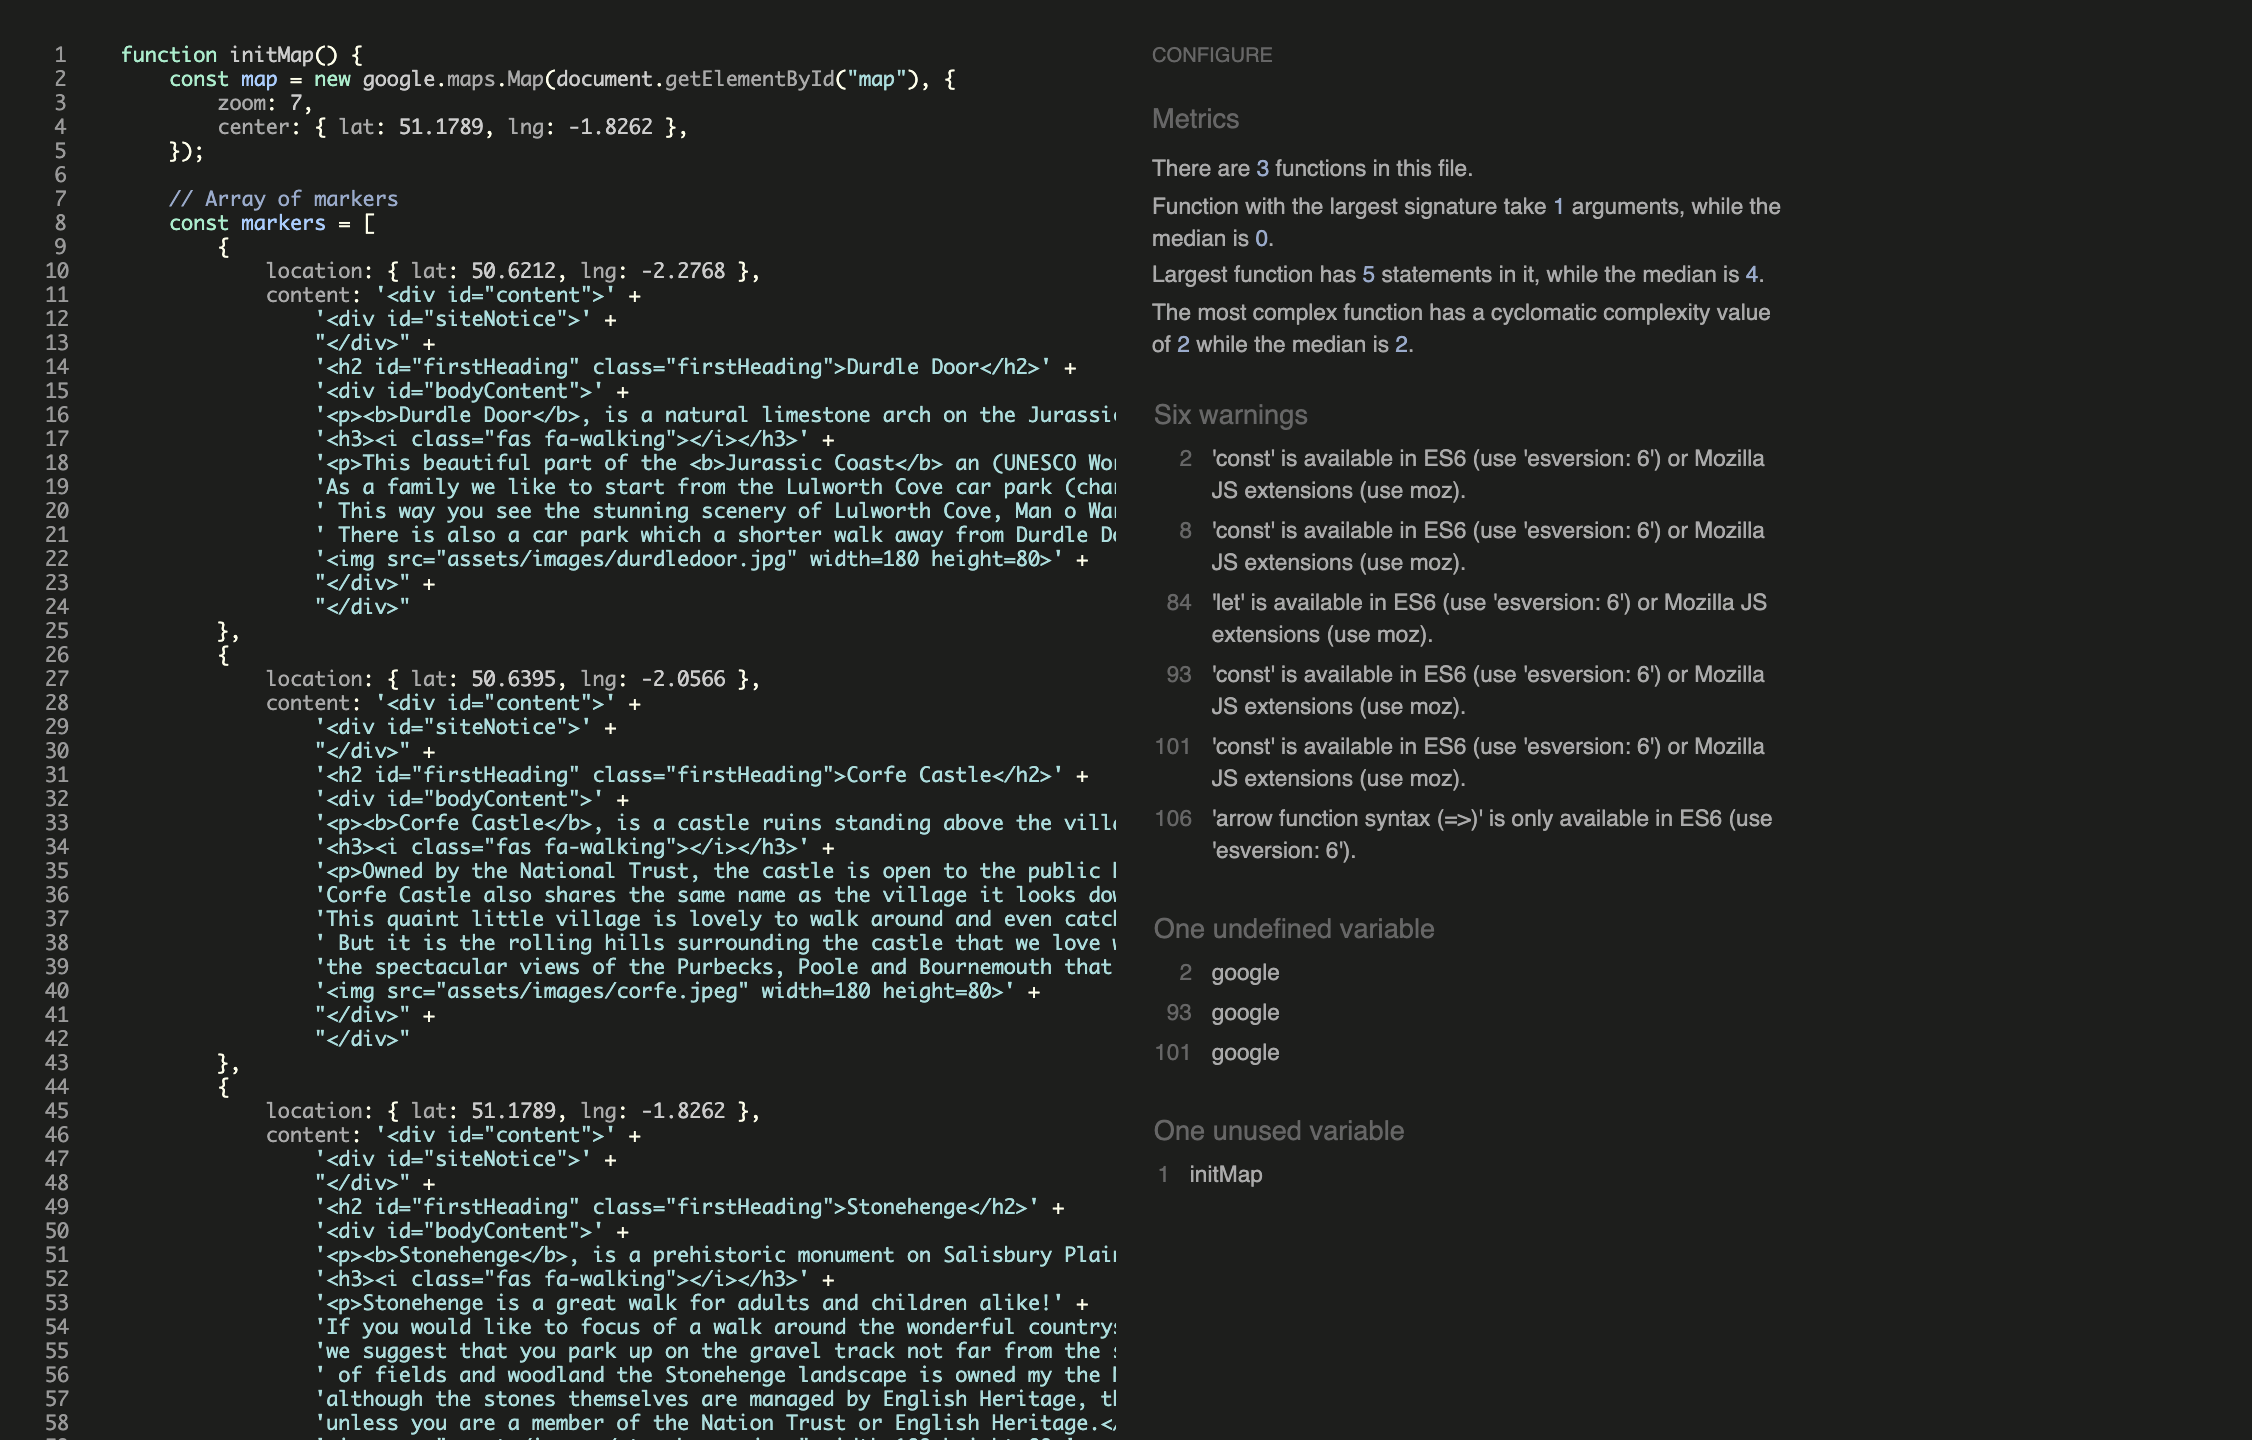 1 function initMap() {
2 const map = new google.maps.Map(document.getElementById("map"), {
3 zoom: 7,
4 center: { lat: 51.1789, lng: -1.8262 },
5 });
6
7 // Array of markers
8 const markers = [
9 {
10 location: { lat: 50.6212, lng: -2.2768 },
11 content: '<div id="content">' +
12 '<div id="siteNotice">' +
13 "</div>" +
14 '<h2 id="firstHeading" class="firstHeading">Durdle Door</h2>' +
15 '<div id="bodyContent">' +
16 '<p><b>Durdle Door</b>, is a natural limestone arch on the
17 '<h3><i class="fas fa-walking"></i></h3>' +
18 '<p>This beautiful part of the <b>Jurassic Coast</b> an (UNESCO
19 'As a family we like to start from the Lulworth Cove car park
20 ' This way you see the stunning scenery of Lulworth Cove, Man o
21 ' There is also a car park which a shorter walk away from Durdle
22 '<img src="assets/images/durdledoor.jpg" width=180 height=80>' +
23 "</div>" +
24 "</div>"
25 },
26 {
27 location: { lat: 50.6395, lng: -2.0566 },
28 content: '<div id="content">' +
29 '<div id="siteNotice">' +
30 "</div>" +
31 '<h2 id="firstHeading" class="firstHeading">Corfe Castle</h2>' +
32 '<div id="bodyContent">' +
33 '<p><b>Corfe Castle</b>, is a castle ruins standing above the
34 '<h3><i class="fas fa-walking"></i></h3>' +
35 '<p>Owned by the National Trust, the castle is open to the public
36 'Corfe Castle also shares the same name as the village it looks
37 'This quaint little village is lovely to walk around and even
38 ' But it is the rolling hills surrounding the castle that we love
39 'the spectacular views of the Purbecks, Poole and Bournemouth that
40 '<img src="assets/images/corfe.jpeg" width=180 height=80>' +
41 "</div>" +
42 "</div>"
43 },
44 {
45 location: { lat: 51.1789, lng: -1.8262 },
46 content: '<div id="content">' +
47 '<div id="siteNotice">' +
48 "</div>" +
49 '<h2 id="firstHeading" class="firstHeading">Stonehenge</h2>' +
50 '<div id="bodyContent">' +
51 '<p><b>Stonehenge</b>, is a prehistoric monument on Salisbury
52 '<h3><i class="fas fa-walking"></i></h3>' +
53 '<p>Stonehenge is a great walk for adults and children alike!' +
54 'If you would like to focus of a walk around the wonderful
55 'we suggest that you park up on the gravel track not far from the
56 ' of fields and woodland the Stonehenge landscape is owned my the
57 'although the stones themselves are managed by English Heritage,
58 'unless you are a member of the Nation Trust or English Heritage.
CONFIGURE
Metrics
There are 3 functions in this file.
Function with the largest signature take 1 arguments, while the
median is 0.
Largest function has 5 statements in it, while the median is 4.
The most complex function has a cyclomatic complexity value
of 2 while the median is 2.
Six warnings
2 'const' is available in ES6 (use 'esversion: 6') or Mozilla
JS extensions (use moz).
8 'const' is available in ES6 (use 'esversion: 6') or Mozilla
JS extensions (use moz).
84 'let' is available in ES6 (use 'esversion: 6') or Mozilla JS
extensions (use moz).
93 'const' is available in ES6 (use 'esversion: 6') or Mozilla
JS extensions (use moz).
101 'const' is available in ES6 (use 'esversion: 6') or Mozilla
JS extensions (use moz).
106 'arrow function syntax (=>)' is only available in ES6 (use
'esversion: 6').
One undefined variable
2 google
93 google
101 google
One unused variable
1 initMap